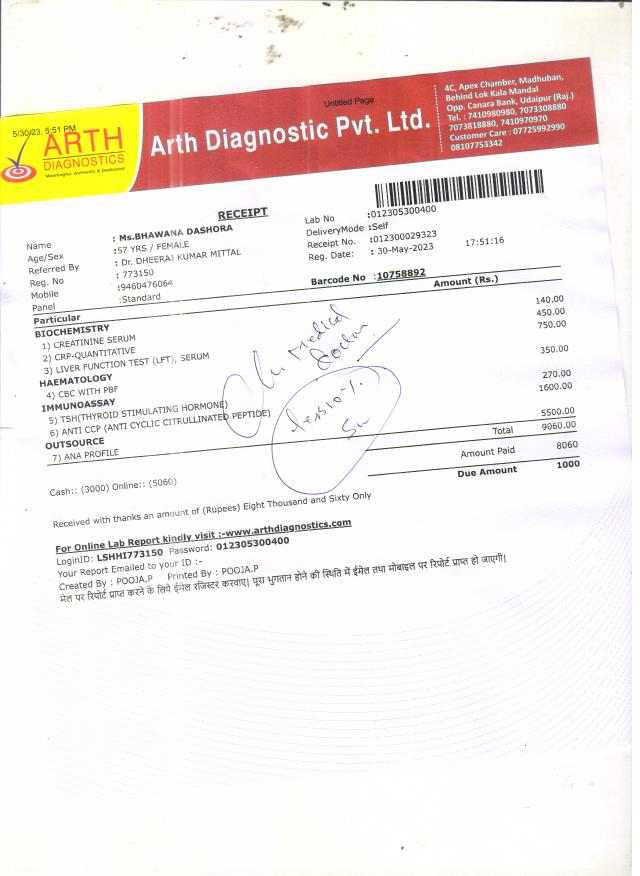 Untitled Page
5/30/23, 5:51 PM
ARTH
DIAGNOSTICS
Meaningful, Authentic & Dedicated
Arth Diagnostic Pvt. Ltd.
4C, Apex Chamber, Madhuban,
Behind Lok Kala Mandal
Opp. Canara Bank, Udaipur (Raj.)
Tel. : 7410980980, 7073308880
7073818880, 7410970970
Customer Care : 07725992990
08107753342
RECEIPT
Name : Ms.BHAWANA DASHORA
Age/Sex :57 YRS / FEMALE
Referred By : Dr. DHEERAJ KUMAR MITTAL
Reg. No : 773150
Mobile :9460476064
Panel :Standard
Lab No :012305300400
DeliveryMode :Self
Receipt No. :012300029323
Reg. Date: : 30-May-2023 17:51:16
Barcode No :10758892
Particular Amount (Rs.)
BIOCHEMISTRY
1) CREATININE SERUM 140.00
2) CRP-QUANTITATIVE 450.00
3) LIVER FUNCTION TEST (LFT), SERUM 750.00
HAEMATOLOGY
4) CBC WITH PBF 350.00
IMMUNOASSAY
5) TSH(THYROID STIMULATING HORMONE) 270.00
6) ANTI CCP (ANTI CYCLIC CITRULLINATED PEPTIDE) 1600.00
OUTSOURCE
7) ANA PROFILE 5500.00
Total 9060.00
Amount Paid 8060
Due Amount 1000
Medical
Doctor
Less 10%
Cash:: (3000) Online:: (5060)
Received with thanks an amount of (Rupees) Eight Thousand and Sixty Only
For Online Lab Report kindly visit :-www.arthdiagnostics.com
LoginID: LSHHI773150 Password: 012305300400
Your Report Emailed to your ID :-
Created By : POOJA.P Printed By : POOJA.P
मेल पर रिपोर्ट प्राप्त करने के लिये ईमेल रजिस्टर करवाए| पूरा भुगतान होने की स्थिति में ईमेल तथा मोबाइल पर रिपोर्ट प्राप्त हो जाएगी|